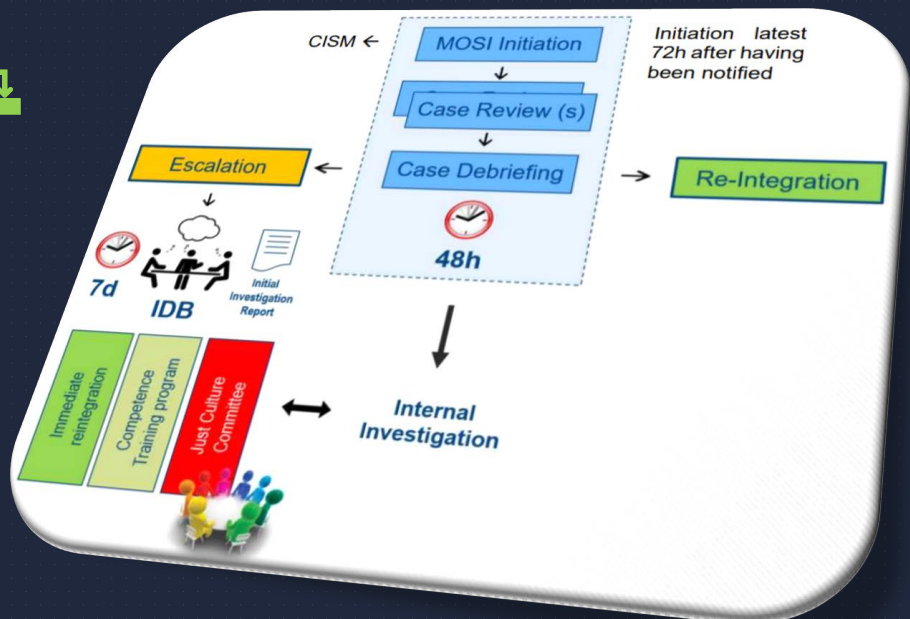 CISM ←
MOSI Initiation
Initiation latest
72h after having
been notified
Case Review (s)
Case Debriefing
48h
Escalation
Re-Integration
7d
IDB
Initial
Investigation
Report
Immediate
reintegration
Competence
Training program
Just Culture
Committee
Internal
Investigation